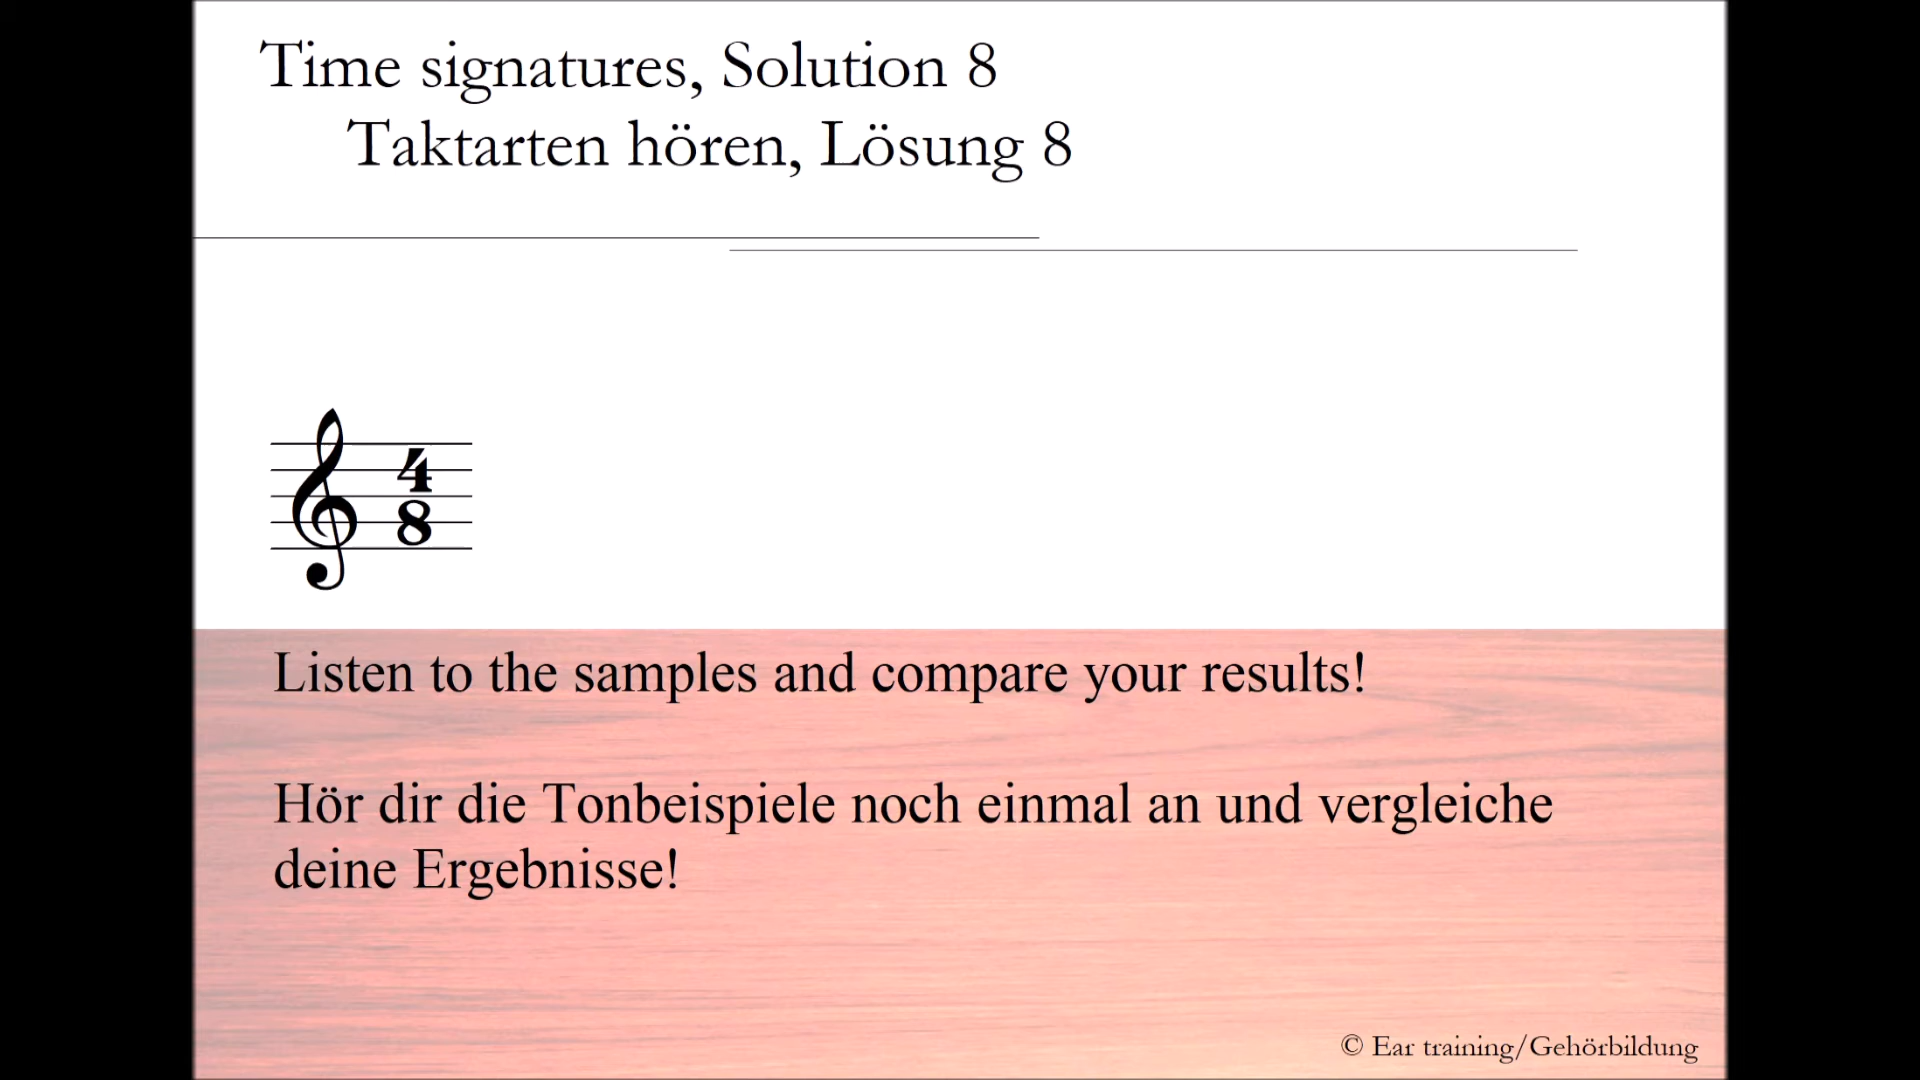 Time signatures, Solution 8
Taktarten hören, Lösung 8
4
8
Listen to the samples and compare your results!
Hör dir die Tonbeispiele noch einmal an und vergleiche
deine Ergebnisse!
© Ear training/Gehörbildung